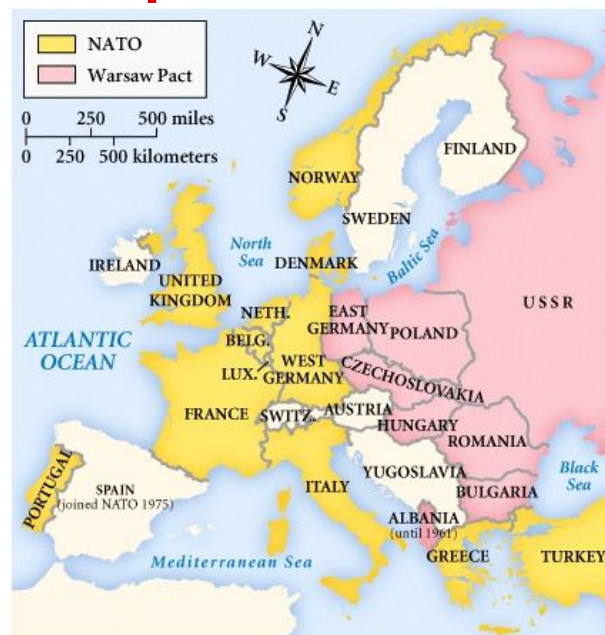 NATO
Warsaw Pact
N
W
E
S
0 250 500 miles
0 250 500 kilometers
FINLAND
NORWAY
SWEDEN
North
Sea
Baltic Sea
IRELAND
UNITED
KINGDOM
DENMARK
USSR
NETH.
EAST
GERMANY
POLAND
ATLANTIC
OCEAN
BELG.
LUX.
WEST
GERMANY
CZECHOSLOVAKIA
FRANCE
SWITZ.
AUSTRIA
HUNGARY
ROMANIA
YUGOSLAVIA
Black
Sea
PORTUGAL
SPAIN
(joined NATO 1975)
ITALY
BULGARIA
ALBANIA
(until 1961)
Mediterranean Sea
GREECE
TURKEY